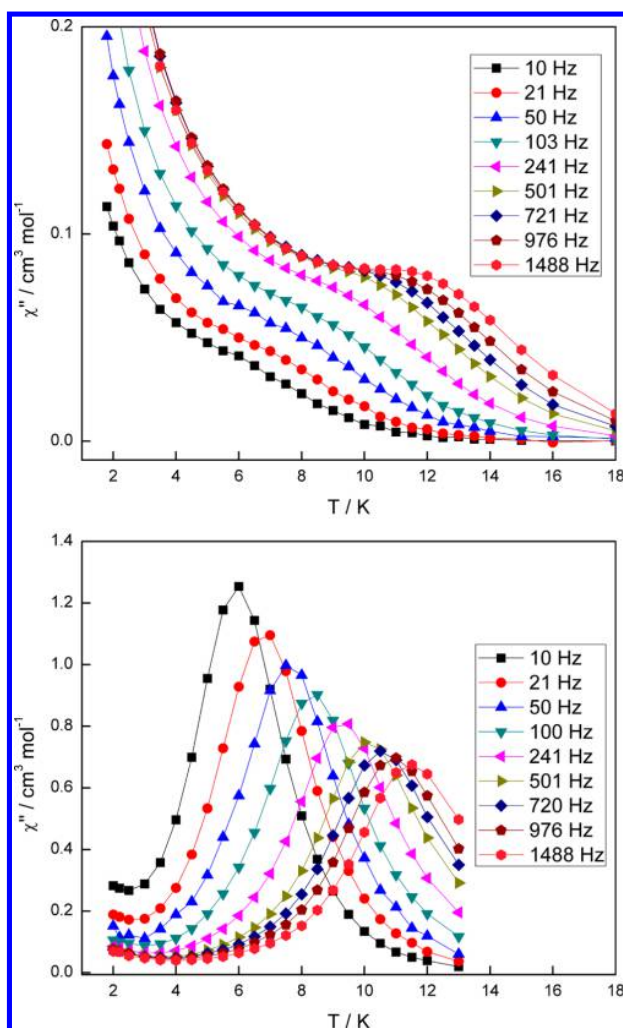 0.2
0.1
0.0
χ" / cm³ mol⁻¹
10 Hz
21 Hz
50 Hz
103 Hz
241 Hz
501 Hz
721 Hz
976 Hz
1488 Hz
2 4 6 8 10 12 14 16 18
T / K
1.4
1.2
1.0
0.8
0.6
0.4
0.2
0.0
χ" / cm³ mol⁻¹
10 Hz
21 Hz
50 Hz
100 Hz
241 Hz
501 Hz
720 Hz
976 Hz
1488 Hz
2 4 6 8 10 12 14 16 18
T / K